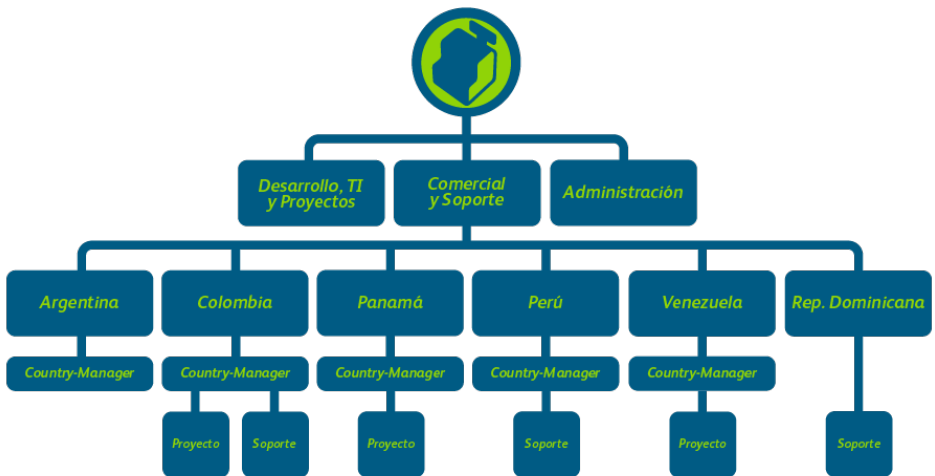 Desarrollo, TI
y Proyectos
Comercial
y Soporte
Administración
Argentina
Colombia
Panamá
Perú
Venezuela
Rep. Dominicana
Country-Manager
Country-Manager
Country-Manager
Country-Manager
Country-Manager
Proyecto
Soporte
Proyecto
Soporte
Proyecto
Soporte